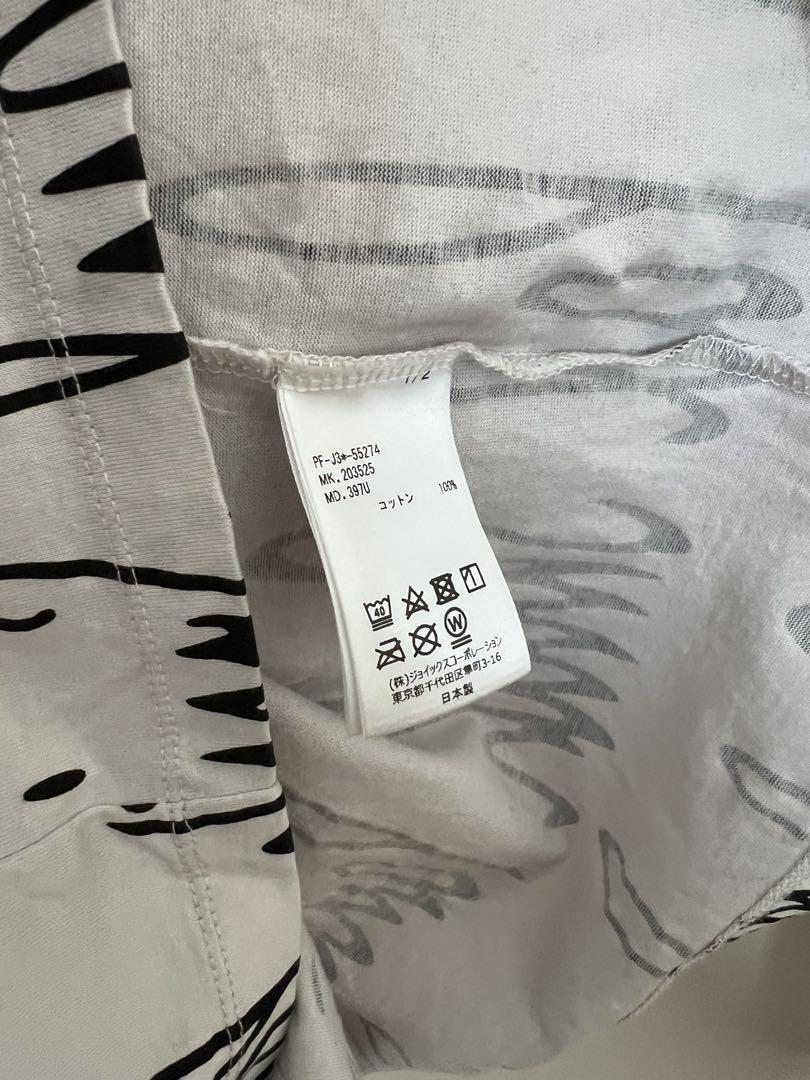 1/2
PF-J3*-55274
MK. 203525
MD. 397U
コットン 100%
40
W
(株)ジョイックスコーポレーション
東京都千代田区隼町3-16
日本製